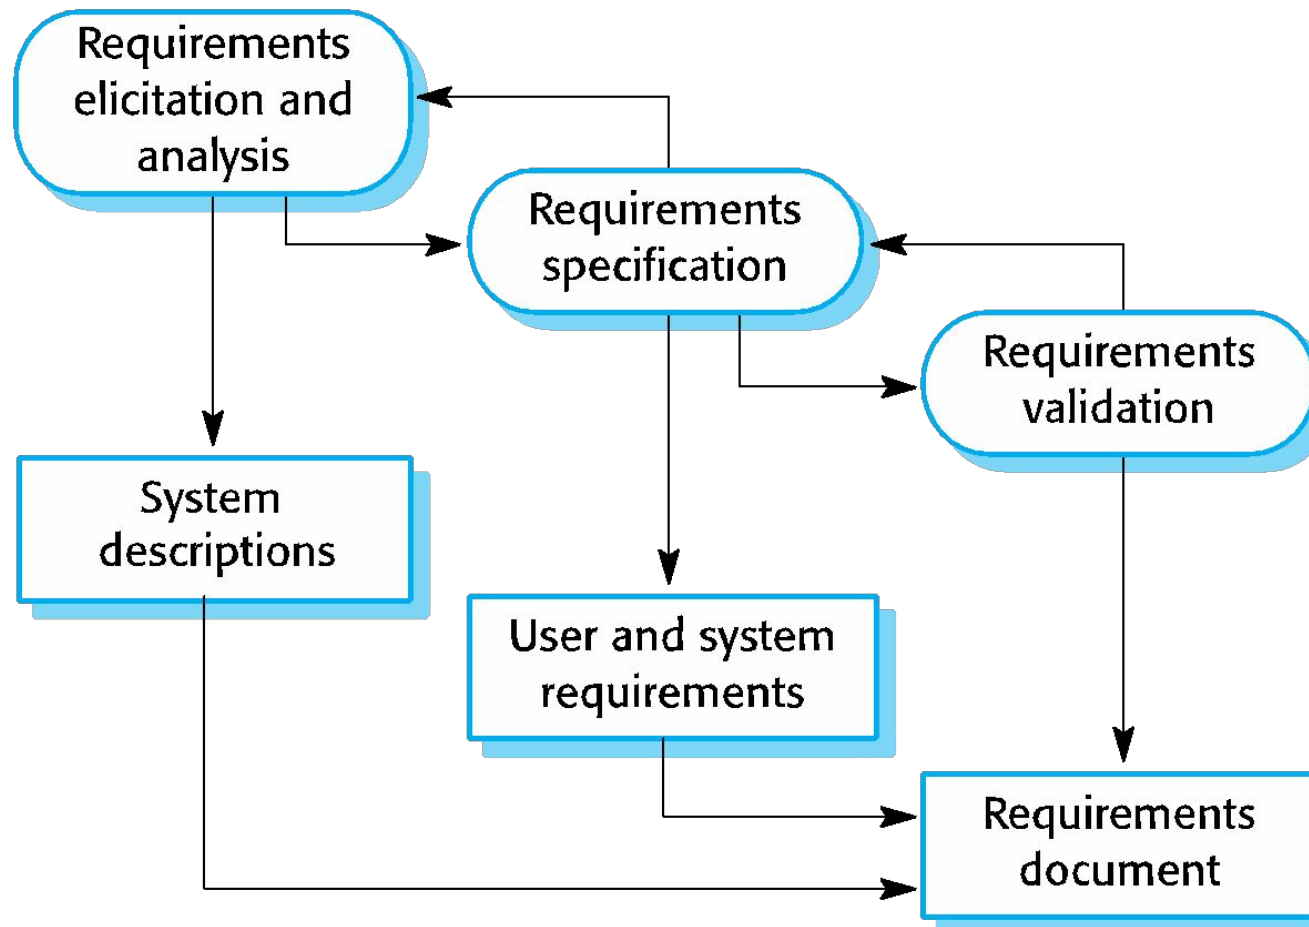 Requirements
elicitation and
analysis
Requirements
specification
Requirements
validation
System
descriptions
User and system
requirements
Requirements
document